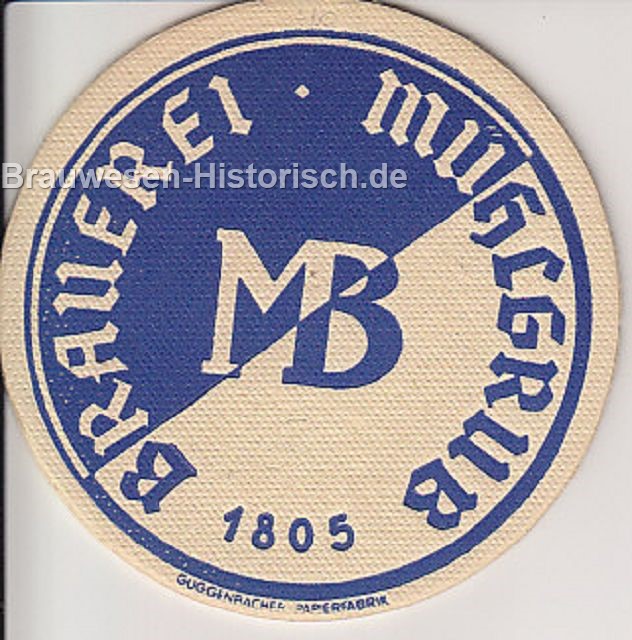 BRAUEREI · MÜHLGRUB
Brauwesen-Historisch.de
MB
1805
GUGGENBACHER PAPIERFABRIK